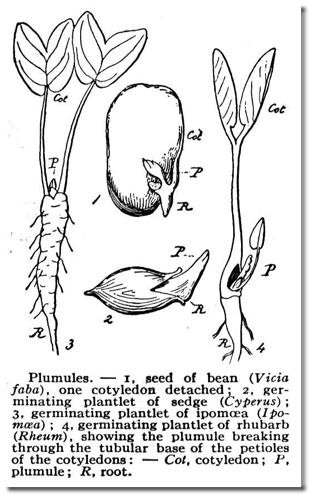 Cot
Cot
Cot
P
P
1
R
P
P
2
R
R
3
R
4
Plumules. — 1, seed of bean (Vicia
faba), one cotyledon detached; 2, ger-
minating plantlet of sedge (Cyperus);
3, germinating plantlet of ipomœa (Ipo-
mœa); 4, germinating plantlet of rhubarb
(Rheum), showing the plumule breaking
through the tubular base of the petioles
of the cotyledons: — Cot, cotyledon; P,
plumule; R, root.